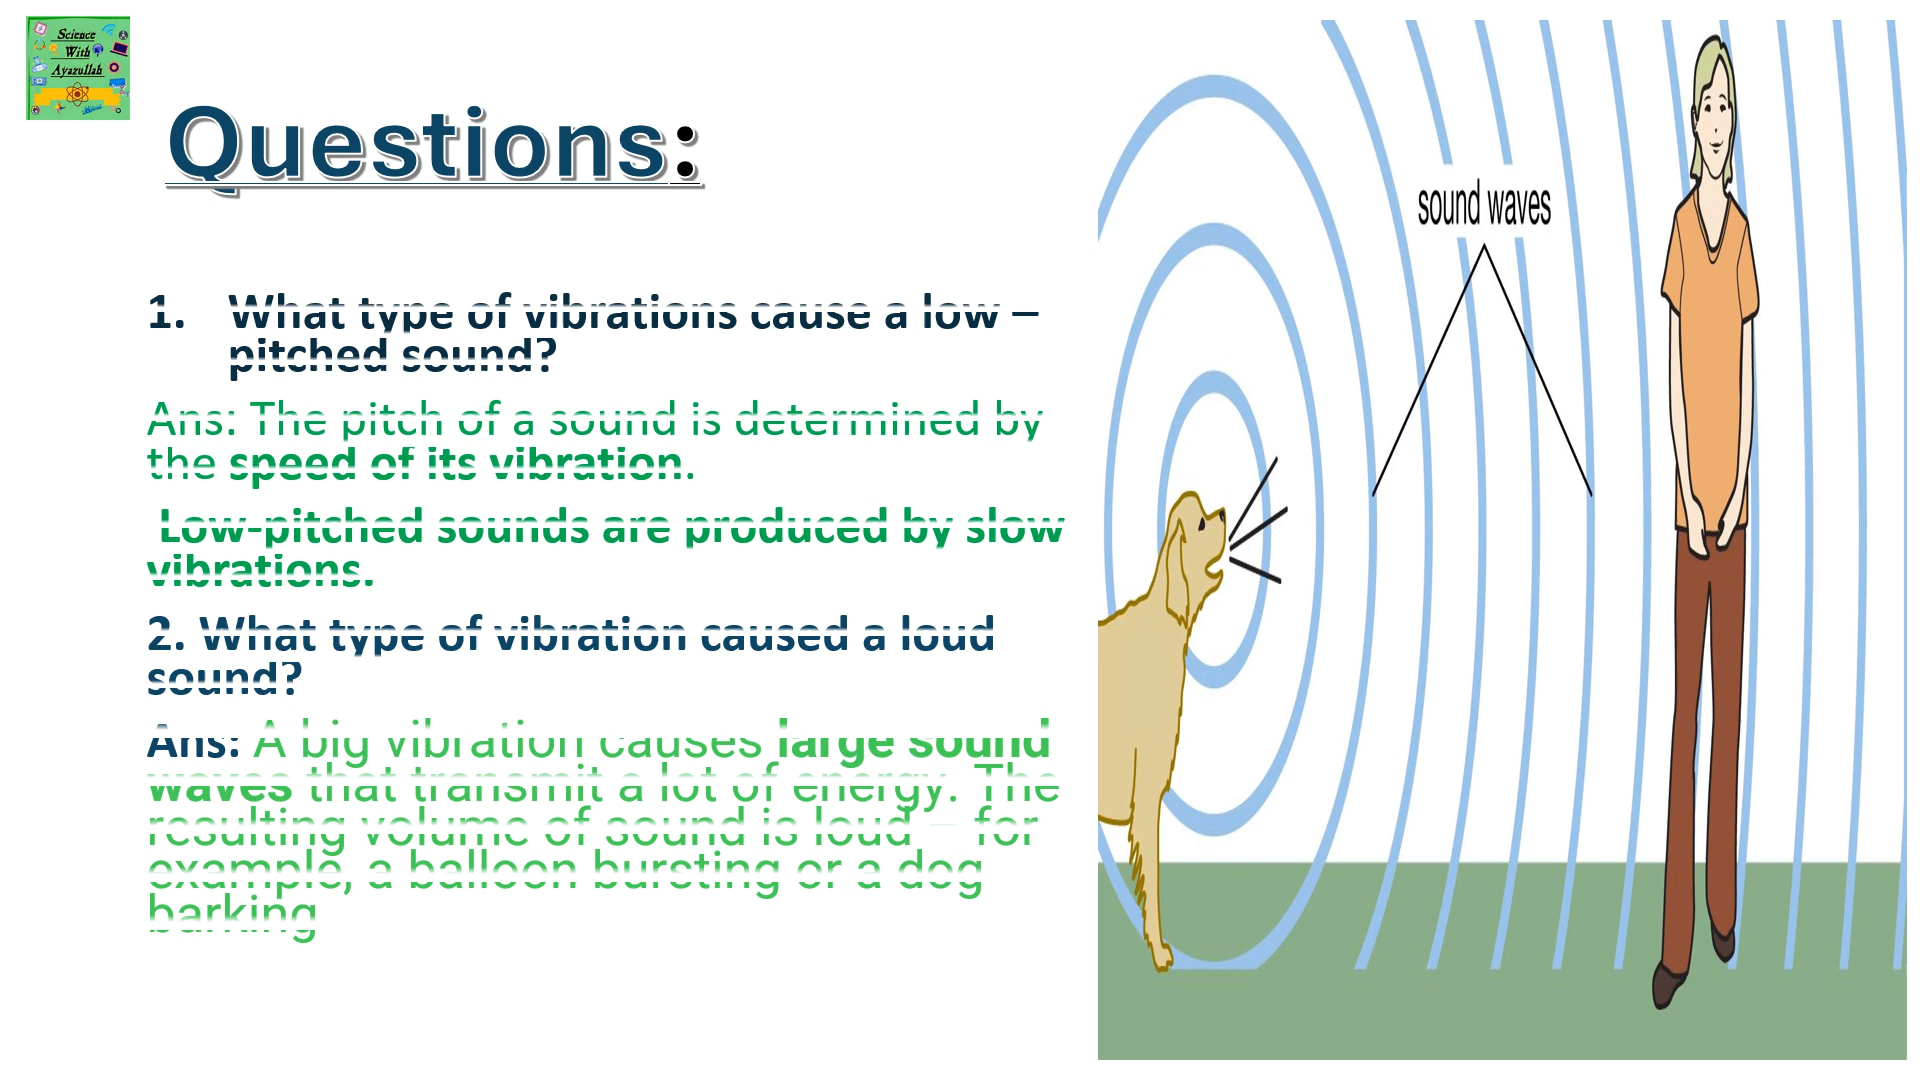 Science
With
Ayazullah
Questions:
1. What type of vibrations cause a low –
pitched sound?
Ans: The pitch of a sound is determined by
the speed of its vibration.
Low-pitched sounds are produced by slow
vibrations.
2. What type of vibration caused a loud
sound?
Ans: A big vibration causes large sound
waves that transmit a lot of energy. The
resulting volume of sound is loud – for
example, a balloon bursting or a dog
barking
sound waves